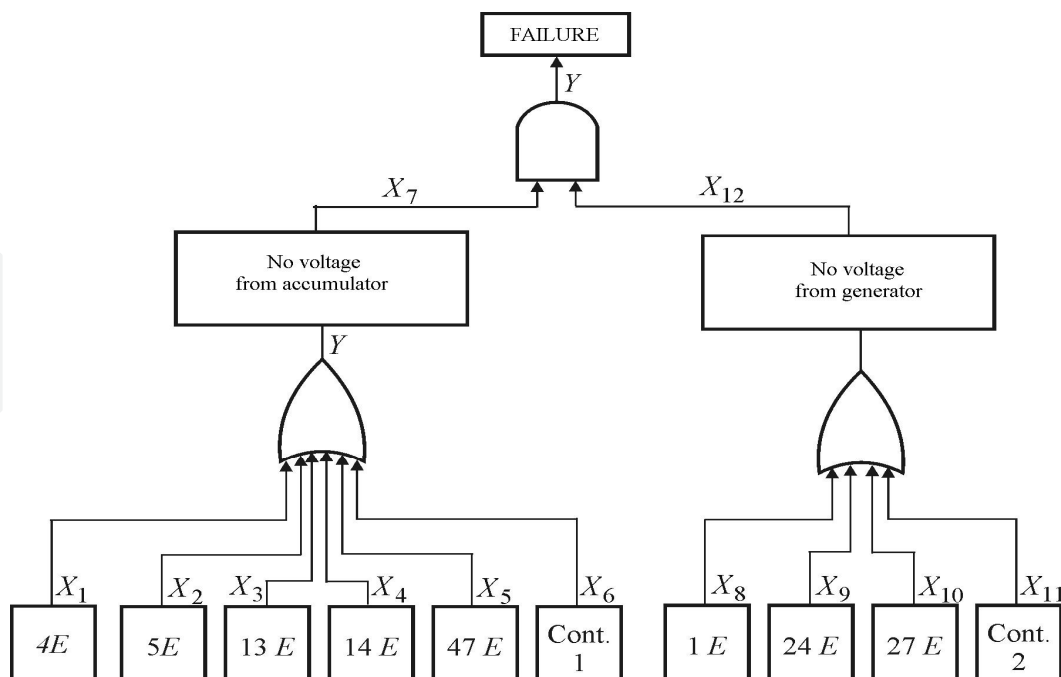 FAILURE
Y
X7
X12
No voltage
from accumulator
No voltage
from generator
Y
X1
X2
X3
X4
X5
X6
X8
X9
X10
X11
4E
5E
13 E
14 E
47 E
Cont.
1
1 E
24 E
27 E
Cont.
2